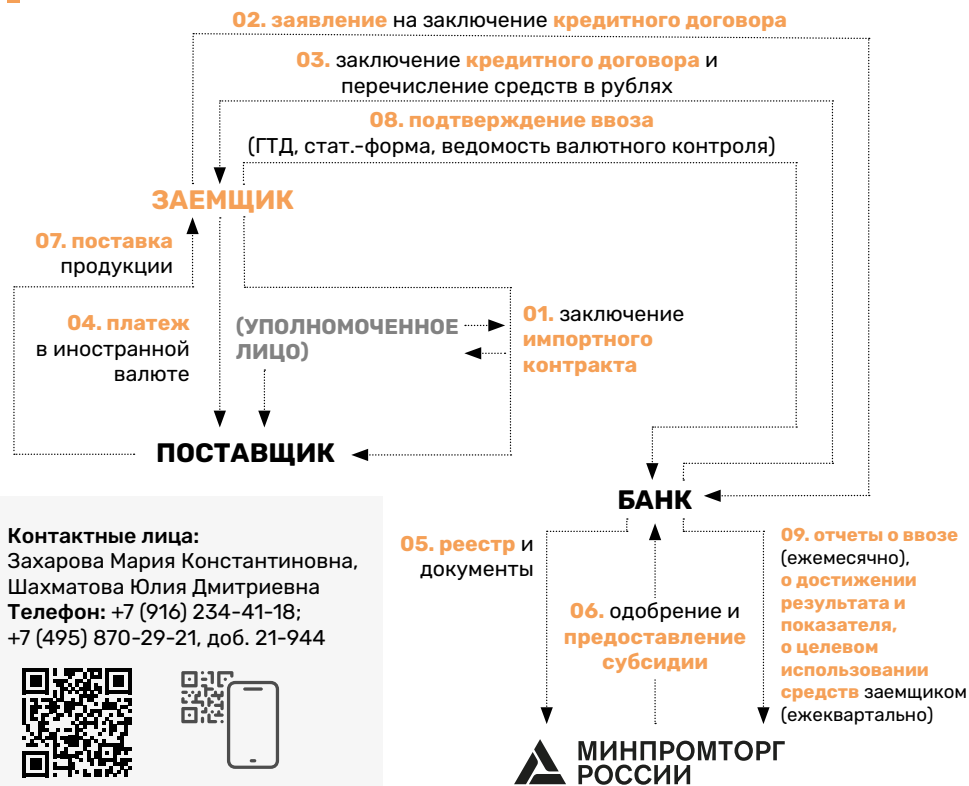 02. заявление на заключение кредитного договора
03. заключение кредитного договора и
перечисление средств в рублях
08. подтверждение ввоза
(ГТД, стат.-форма, ведомость валютного контроля)
ЗАЕМЩИК
07. поставка
продукции
04. платеж
в иностранной
валюте
(УПОЛНОМОЧЕННОЕ
ЛИЦО)
01. заключение
импортного
контракта
ПОСТАВЩИК
БАНК
Контактные лица:
Захарова Мария Константиновна,
Шахматова Юлия Дмитриевна
Телефон: +7 (916) 234-41-18;
+7 (495) 870-29-21, доб. 21-944
05. реестр и
документы
06. одобрение и
предоставление
субсидии
09. отчеты о ввозе
(ежемесячно),
о достижении
результата и
показателя,
о целевом
использовании
средств заемщиком
(ежеквартально)
МИНПРОМТОРГ
РОССИИ